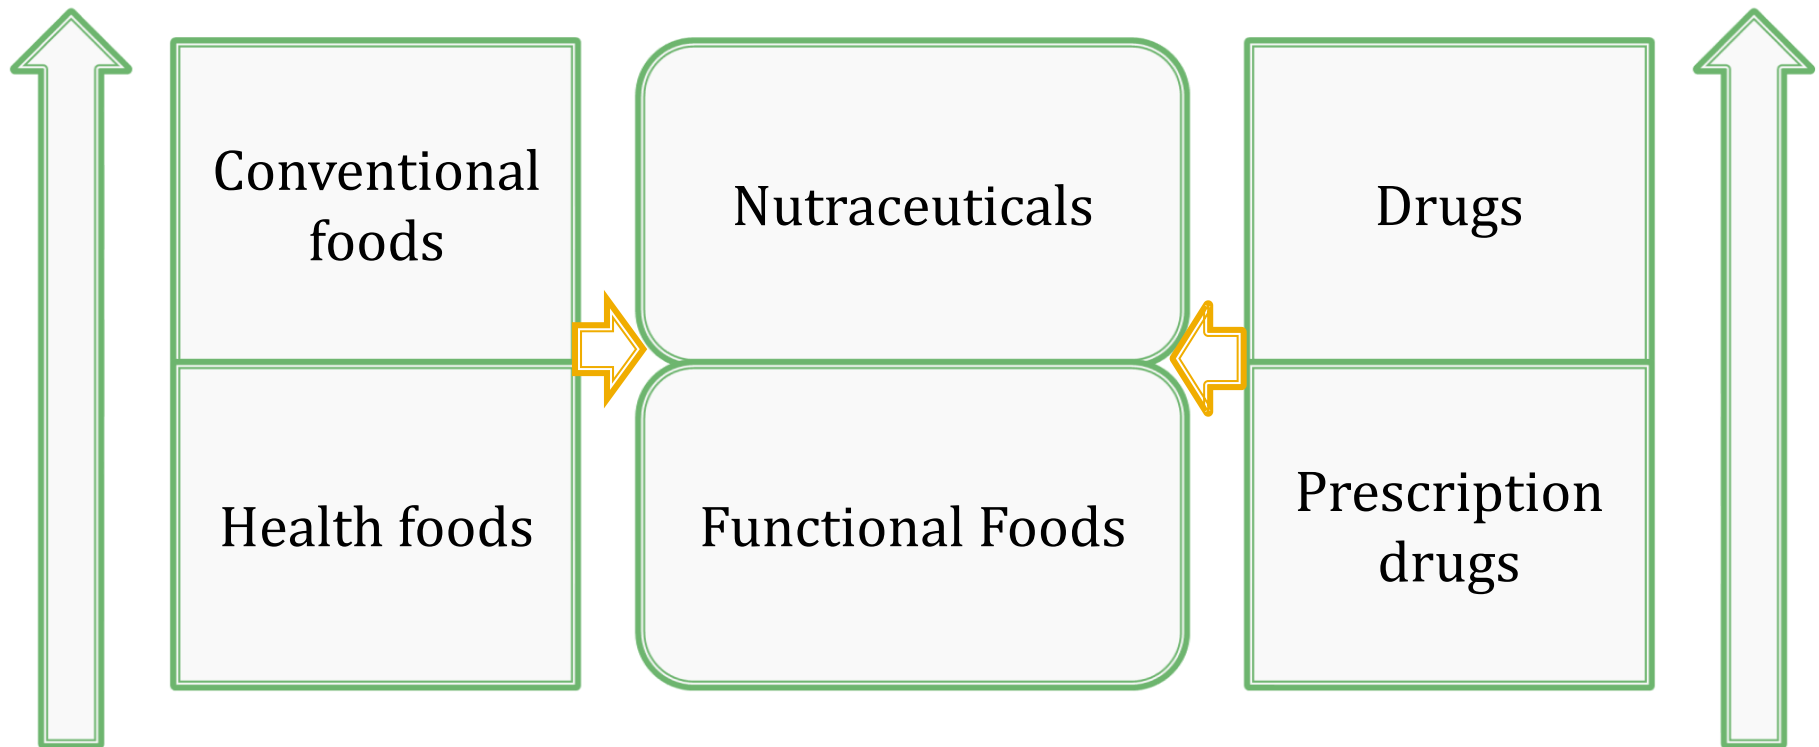 Conventional
foods
Nutraceuticals
Drugs
Health foods
Functional Foods
Prescription
drugs